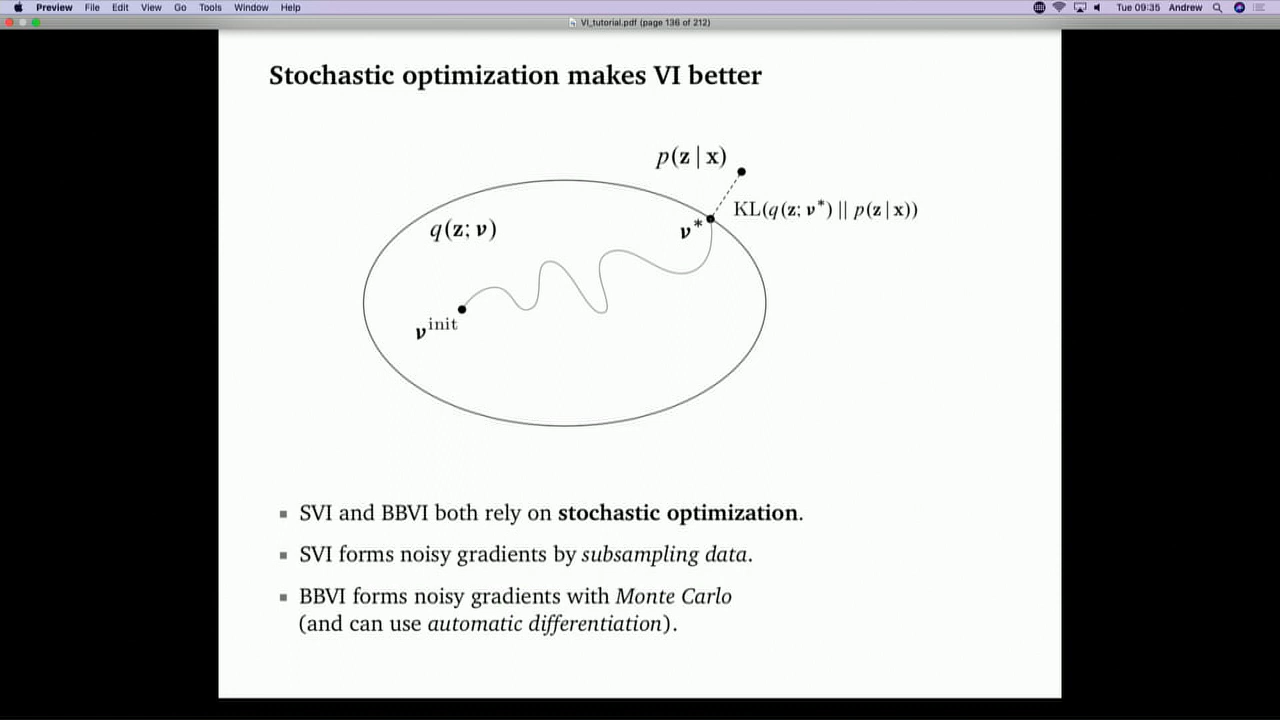 Preview File Edit View Go Tools Window Help Tue 09:35 Andrew
VI_tutorial.pdf (page 136 of 212)
Stochastic optimization makes VI better
p(z | x)
KL(q(z; ν*) || p(z | x))
q(z; ν)
ν*
ν^init
SVI and BBVI both rely on stochastic optimization.
SVI forms noisy gradients by subsampling data.
BBVI forms noisy gradients with Monte Carlo
(and can use automatic differentiation).